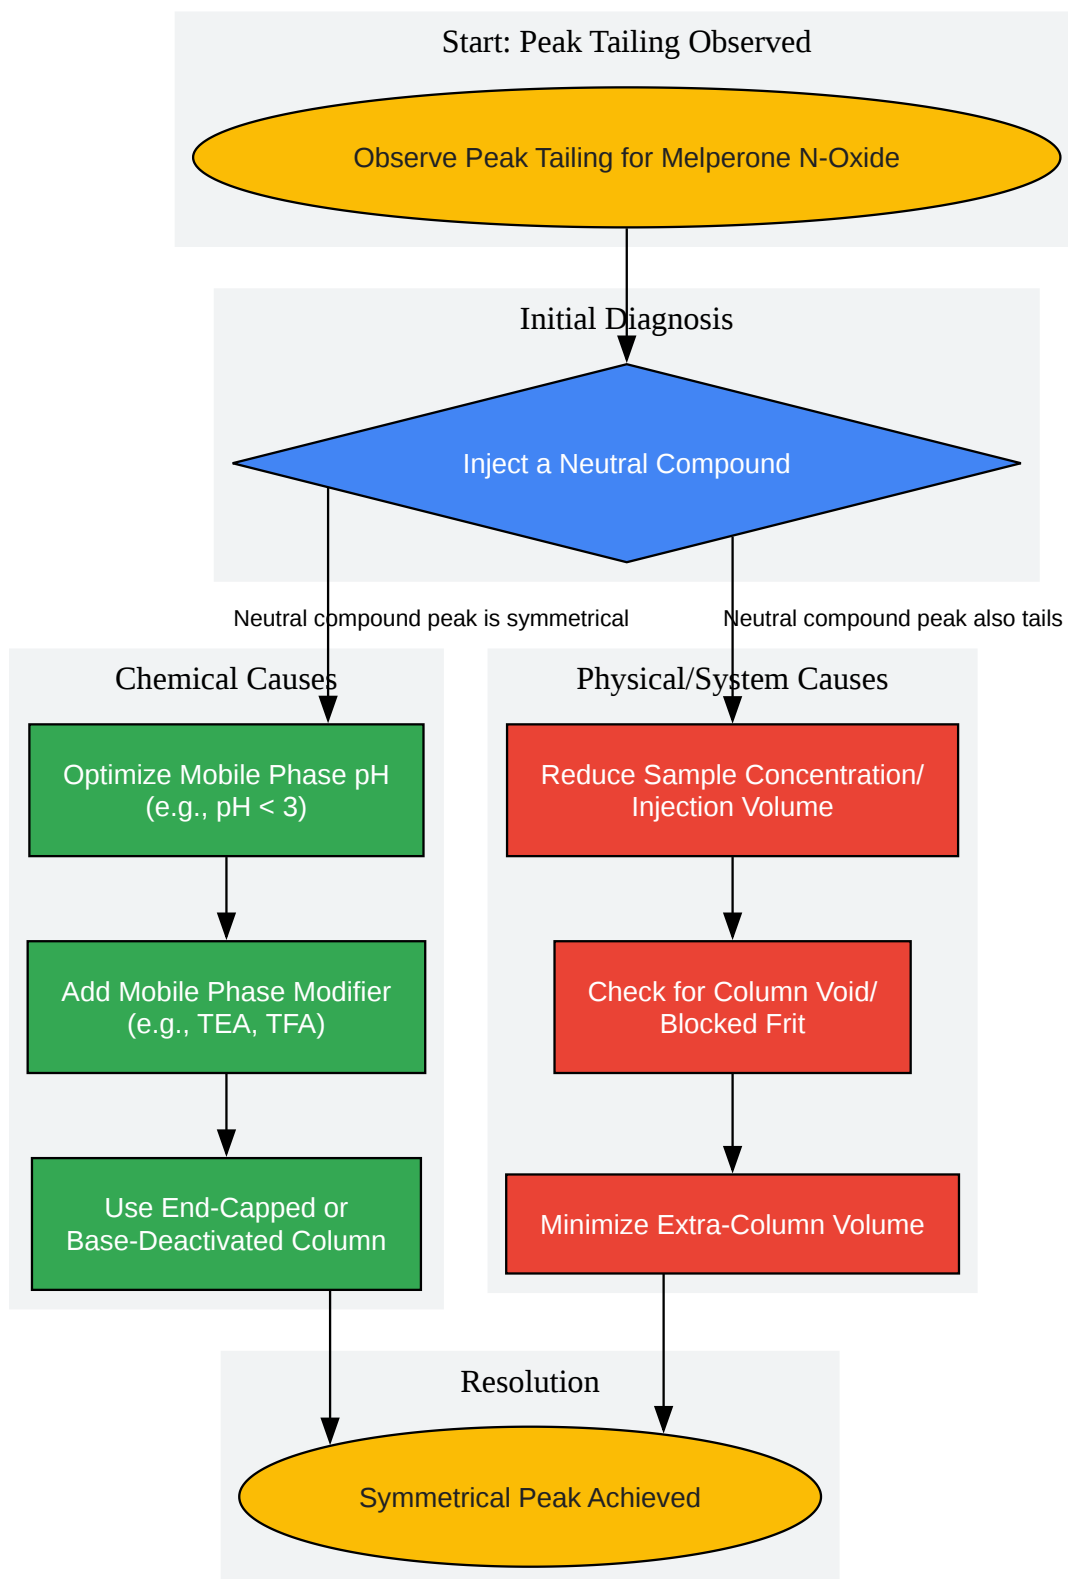 Start: Peak Tailing Observed
Observe Peak Tailing for Melperone N-Oxide
Initial Diagnosis
Inject a Neutral Compound
Neutral compound peak is symmetrical
Neutral compound peak also tails
Chemical Causes
Optimize Mobile Phase pH
(e.g., pH < 3)
Add Mobile Phase Modifier
(e.g., TEA, TFA)
Use End-Capped or
Base-Deactivated Column
Physical/System Causes
Reduce Sample Concentration/
Injection Volume
Check for Column Void/
Blocked Frit
Minimize Extra-Column Volume
Resolution
Symmetrical Peak Achieved